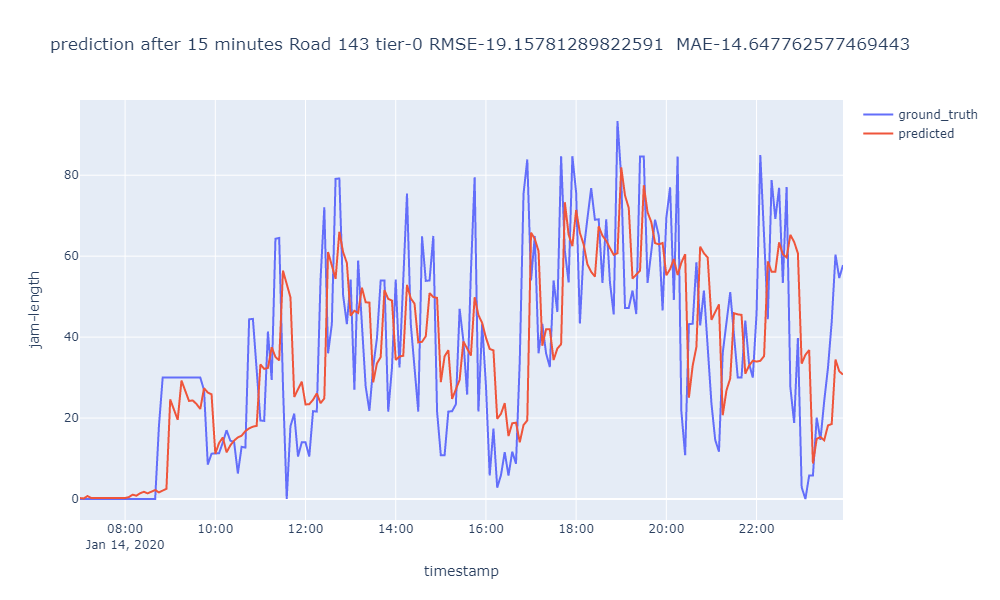 prediction after 15 minutes Road 143 tier-0 RMSE-19.15781289822591  MAE-14.647762577469443
ground_truth
predicted
jam-length
80
60
40
20
0
08:00 10:00 12:00 14:00 16:00 18:00 20:00 22:00
Jan 14, 2020
timestamp